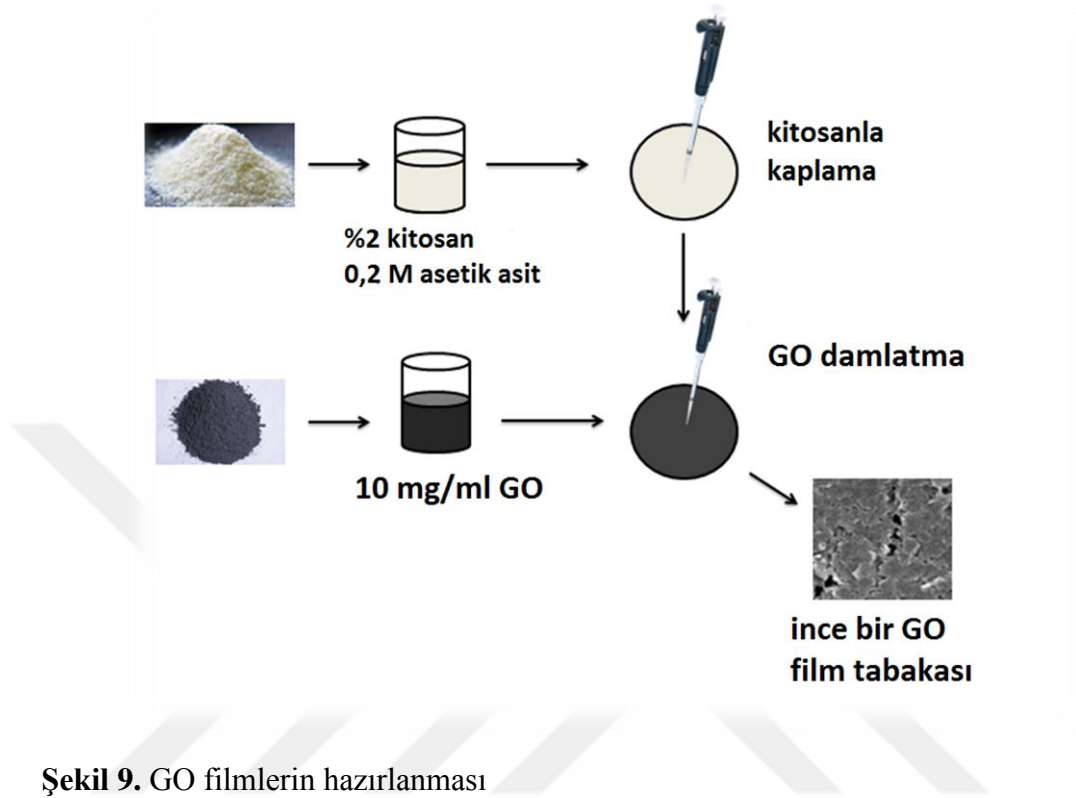 kitosanla
kaplama
%2 kitosan
0,2 M asetik asit
GO damlatma
10 mg/ml GO
ince bir GO
film tabakası
Şekil 9. GO filmlerin hazırlanması